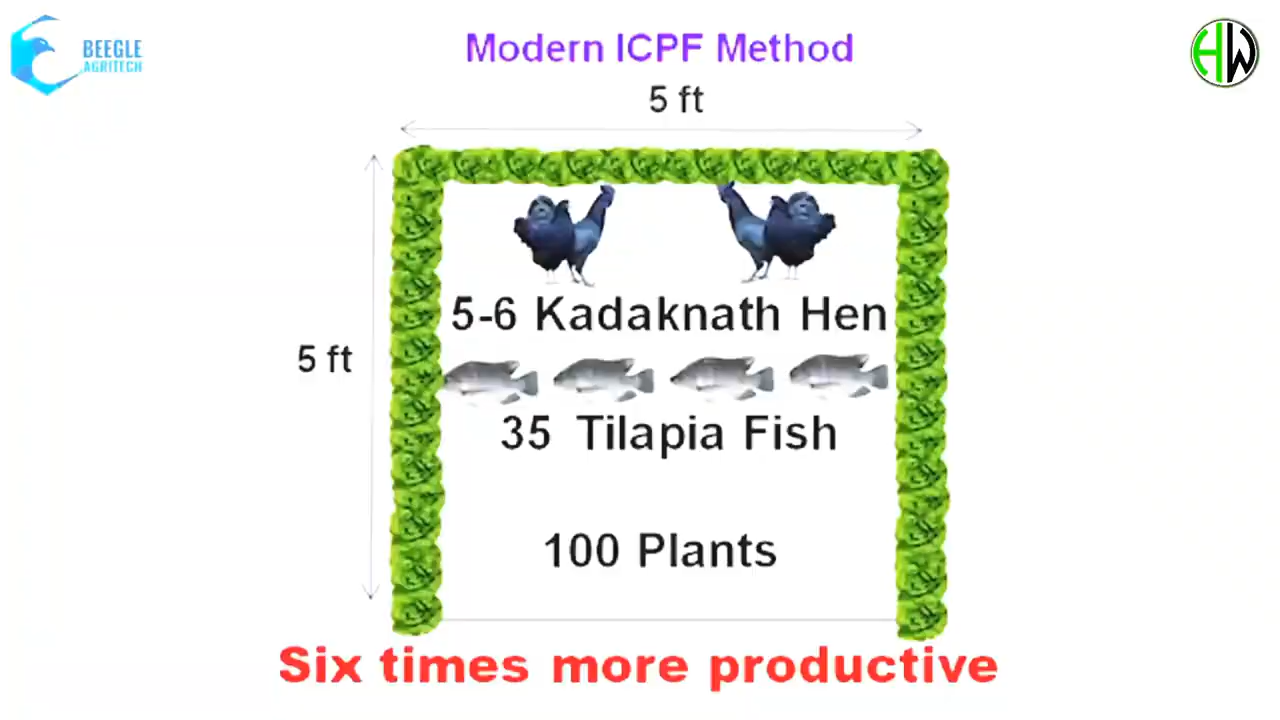 BEEGLE
AGRITECH
Modern ICPF Method
HW
5 ft
5 ft
5-6 Kadaknath Hen
35 Tilapia Fish
100 Plants
Six times more productive